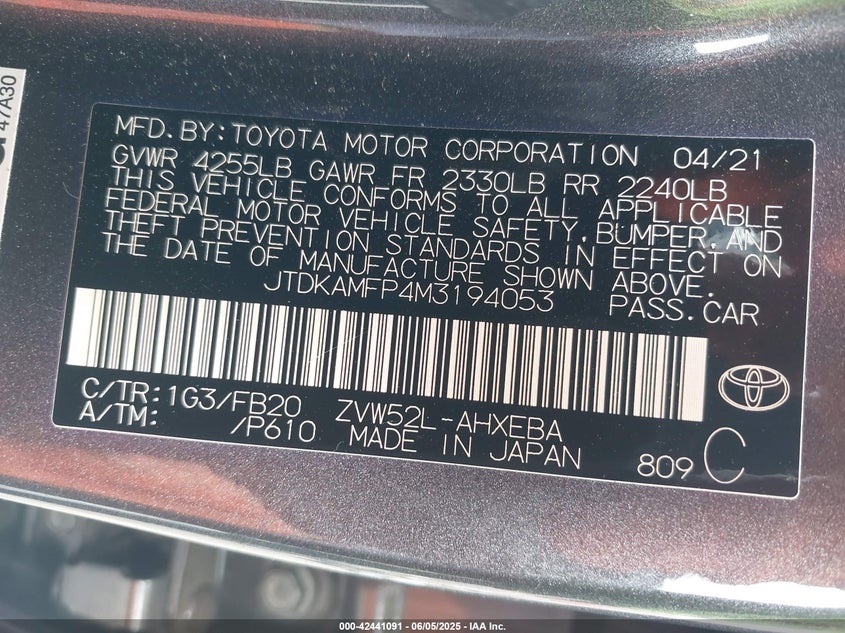 47A30
MFD.BY:TOYOTA MOTOR CORPORATION 04/21
GVWR 4255LB GAWR FR 2330LB RR 2240LB
THIS VEHICLE CONFORMS TO ALL APPLICABLE
FEDERAL MOTOR VEHICLE SAFETY,BUMPER,AND
THEFT PREVENTION STANDARDS IN EFFECT ON
THE DATE OF MANUFACTURE SHOWN ABOVE.
JTDKAMFP4M3194053 PASS.CAR
C/TR:1G3/FB20 ZVW52L-AHXEBA
A/TM: /P610 MADE IN JAPAN
809 C
000-42441091 - 06/05/2025 - IAA Inc.